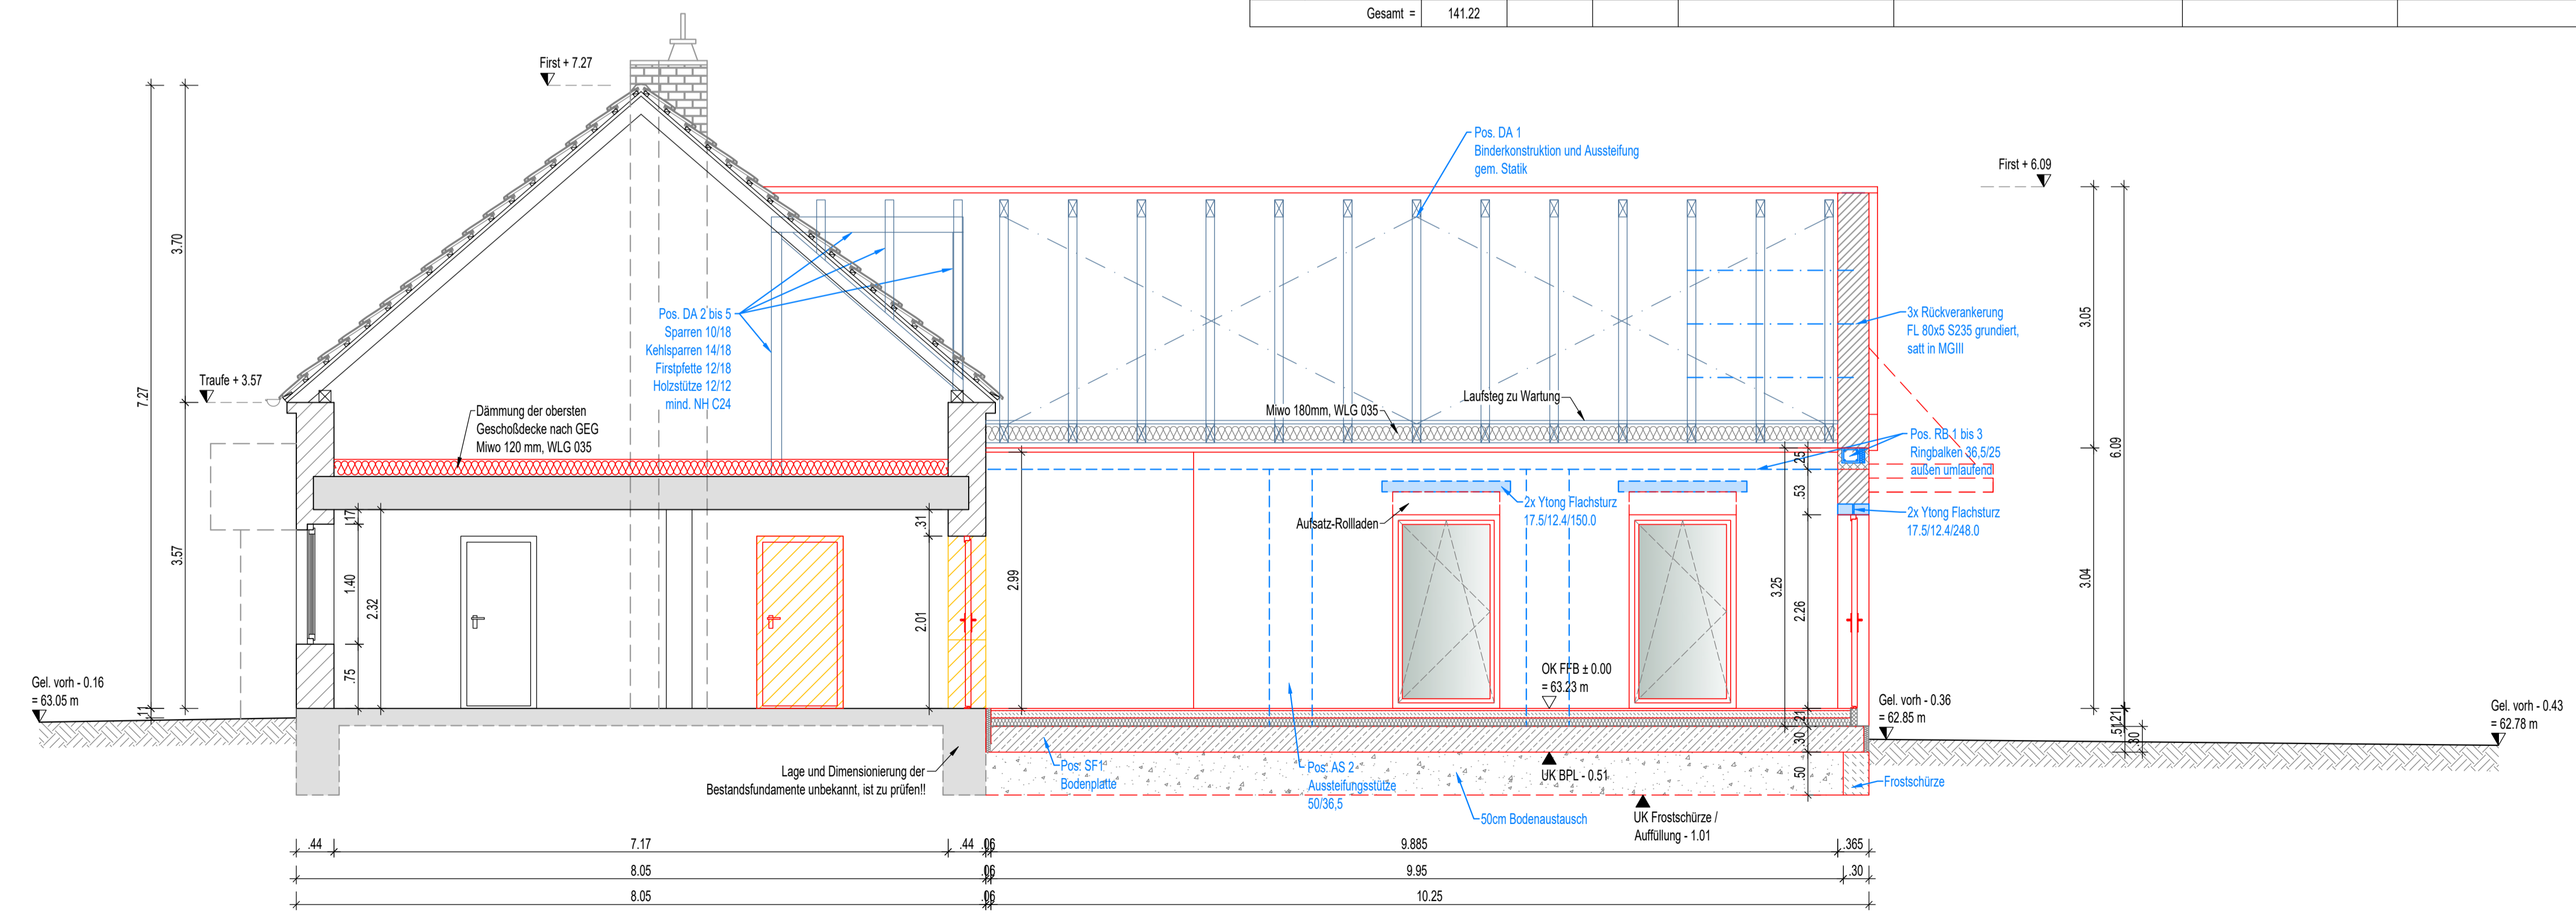 Gesamt = 141.22
First + 7.27
Pos. DA 1
Binderkonstruktion und Aussteifung
gem. Statik
First + 6.09
3.70
7.27
3.05
6.09
Pos. DA 2 bis 5
Sparren 10/18
Kehlsparren 14/18
Firstpfette 12/18
Holzstütze 12/12
mind. NH C24
3x Rückverankerung
FL 80x5 S235 grundiert,
satt in MGIII
Traufe + 3.57
Dämmung der obersten
Geschoßdecke nach GEG
Miwo 120 mm, WLG 035
Miwo 180mm, WLG 035
Laufsteg zu Wartung
Pos. RB 1 bis 3
Ringbalken 36,5/25
außen umlaufend
.25
.53
2x Ytong Flachsturz
17.5/12.4/150.0
2x Ytong Flachsturz
17.5/12.4/248.0
Aufsatz-Rollladen
3.57
.17
1.40
2.32
.75
.31
2.01
2.99
3.25
2.26
3.04
OK FFB ± 0.00
= 63.23 m
Gel. vorh - 0.16
= 63.05 m
.11
Gel. vorh - 0.36
= 62.85 m
Gel. vorh - 0.43
= 62.78 m
.21
.30
.50
.51
.21
.30
Lage und Dimensionierung der
Bestandsfundamente unbekannt, ist zu prüfen!!
Pos. SF1
Bodenplatte
Pos. AS 2
Aussteifungsstütze
50/36,5
50cm Bodenaustausch
UK BPL - 0.51
UK Frostschürze /
Auffüllung - 1.01
Frostschürze
.44 7.17 .44 .06 9.885 .365
8.05 .06 9.95 .30
8.05 .06 10.25